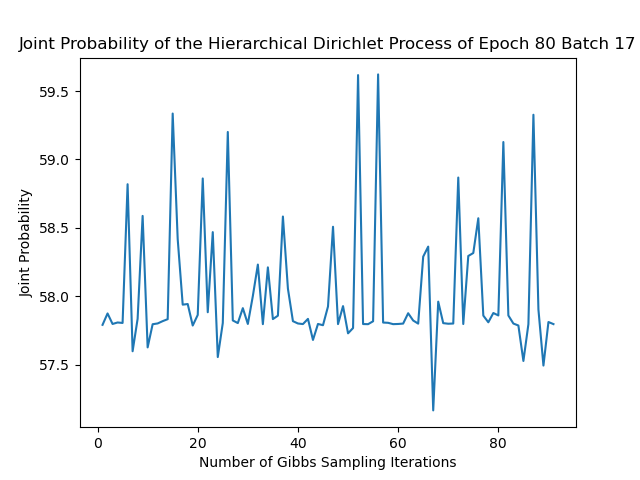 Joint Probability of the Hierarchical Dirichlet Process of Epoch 80 Batch 17
59.5
59.0
58.5
58.0
57.5
Joint Probability
0 20 40 60 80
Number of Gibbs Sampling Iterations